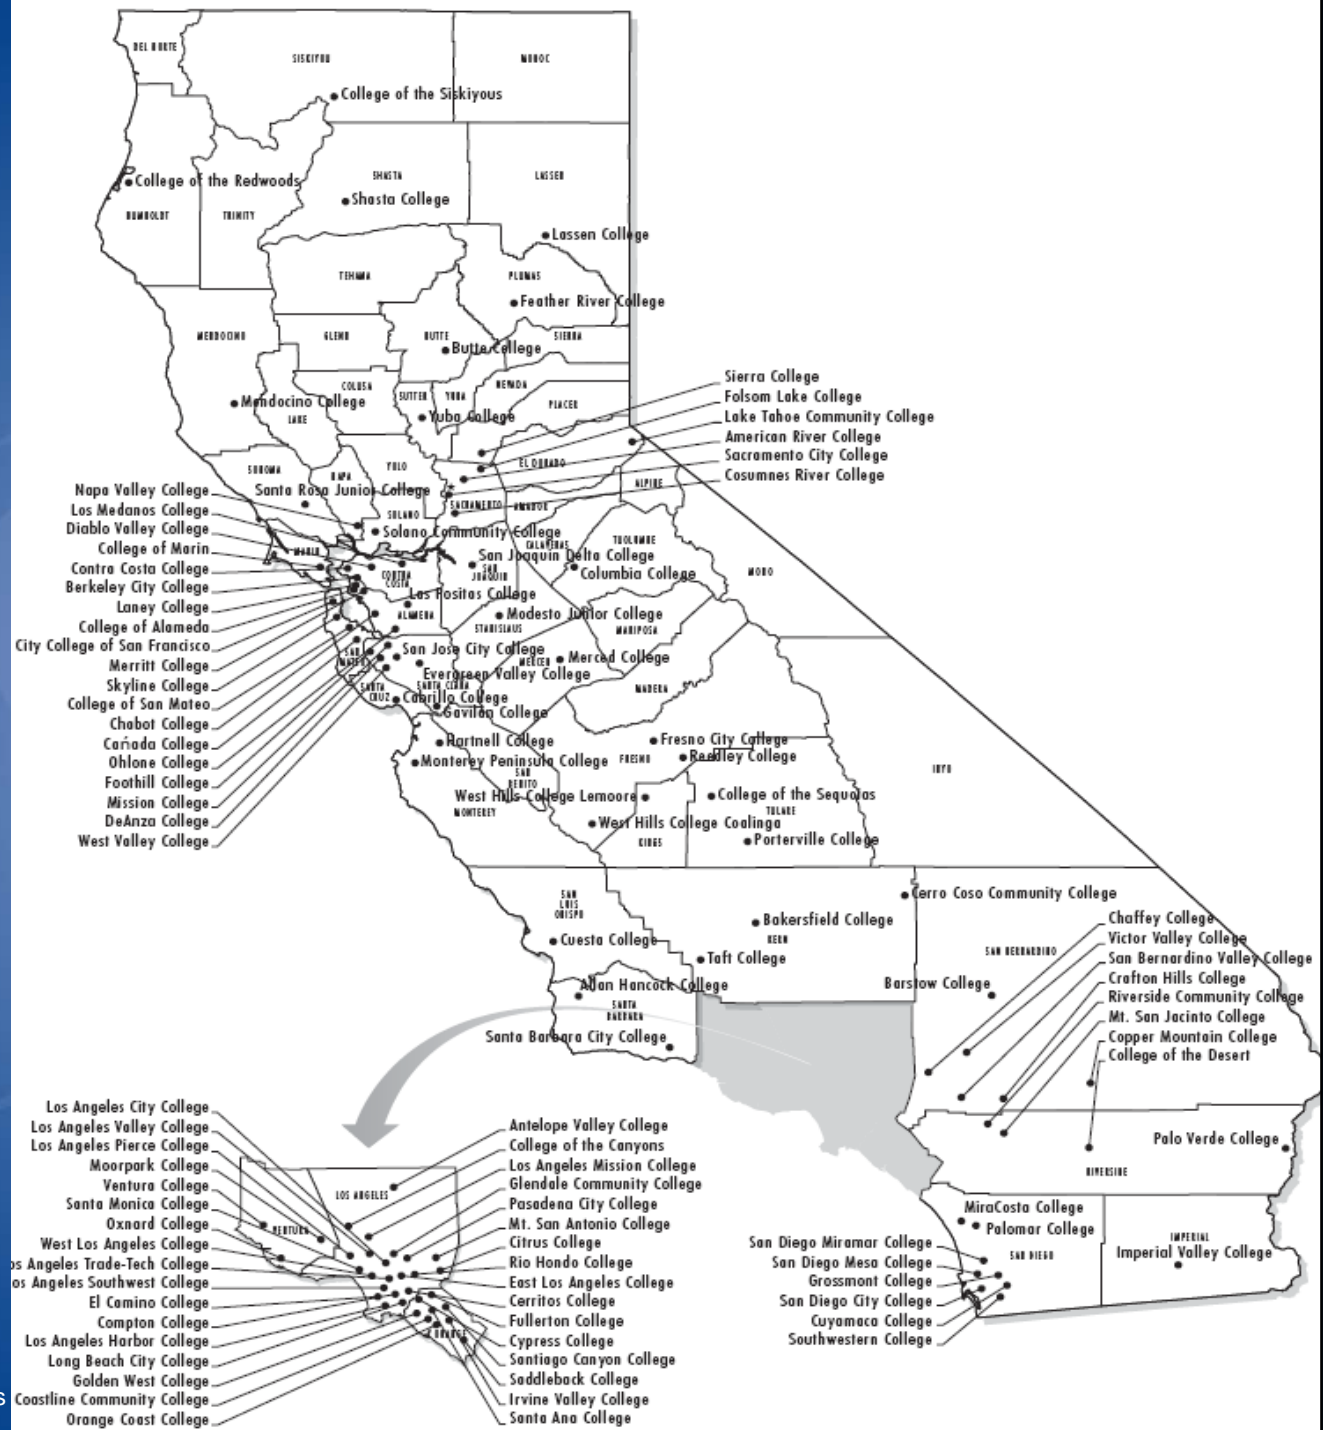 DEL NORTE
SISKIYOU
MODOC
College of the Siskiyous
College of the Redwoods
SHASTA
LASSEN
Shasta College
HUMBOLDT
TRINITY
Lassen College
TEHAMA
PLUMAS
Feather River College
MENDOCINO
GLENN
BUTTE
SIERRA
Butte College
COLUSA
NEVADA
SUTTER
YUBA
PLACER
Mendocino College
LAKE
Yuba College
Sierra College
Folsom Lake College
Lake Tahoe Community College
American River College
Sacramento City College
Cosumnes River College
SONOMA
NAPA
YOLO
EL DORADO
ALPINE
Santa Rosa Junior College
SACRAMENTO
AMADOR
SOLANO
Solano Community College
CALAVERAS
TUOLUMNE
MARIN
San Joaquin Delta College
SAN
JOAQUIN
Columbia College
MONO
CONTRA
COSTA
Las Positas College
ALAMEDA
Modesto Junior College
STANISLAUS
MARIPOSA
Napa Valley College
Los Medanos College
Diablo Valley College
College of Marin
Contra Costa College
Berkeley City College
Laney College
College of Alameda
City College of San Francisco
Merritt College
Skyline College
College of San Mateo
Chabot College
Cañada College
Ohlone College
Foothill College
Mission College
DeAnza College
West Valley College
SAN
MATEO
San Jose City College
MERCED
Merced College
Evergreen Valley College
SANTA
CRUZ
SANTA CLARA
MADERA
Cabrillo College
Gavilan College
Hartnell College
Fresno City College
Monterey Peninsula College
FRESNO
Reedley College
INYO
SAN
BENITO
West Hills College Lemoore
College of the Sequoias
MONTEREY
TULARE
West Hills College Coalinga
KINGS
Porterville College
SAN
LUIS
OBISPO
Cerro Coso Community College
Bakersfield College
KERN
Cuesta College
Taft College
SAN BERNARDINO
Allan Hancock College
Barstow College
SANTA
BARBARA
Santa Barbara City College
Chaffey College
Victor Valley College
San Bernardino Valley College
Crafton Hills College
Riverside Community College
Mt. San Jacinto College
Copper Mountain College
College of the Desert
Palo Verde College
RIVERSIDE
MiraCosta College
Palomar College
SAN DIEGO
IMPERIAL
Imperial Valley College
San Diego Miramar College
San Diego Mesa College
Grossmont College
San Diego City College
Cuyamaca College
Southwestern College
Los Angeles City College
Los Angeles Valley College
Los Angeles Pierce College
Moorpark College
Ventura College
Santa Monica College
Oxnard College
West Los Angeles College
os Angeles Trade-Tech College
os Angeles Southwest College
El Camino College
Compton College
Los Angeles Harbor College
Long Beach City College
Golden West College
s Coastline Community College
Orange Coast College
LOS ANGELES
VENTURA
ORANGE
Antelope Valley College
College of the Canyons
Los Angeles Mission College
Glendale Community College
Pasadena City College
Mt. San Antonio College
Citrus College
Rio Hondo College
East Los Angeles College
Cerritos College
Fullerton College
Cypress College
Santiago Canyon College
Saddleback College
Irvine Valley College
Santa Ana College